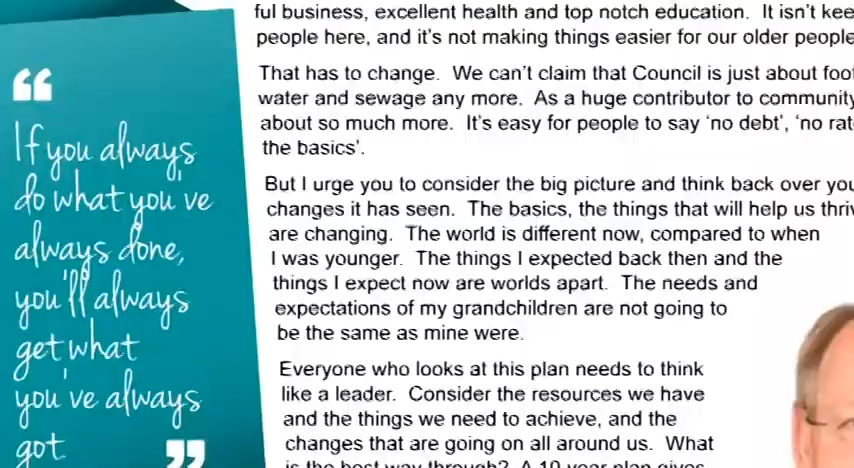 “
If you always
do what you've
always done,
you'll always
get what
you've always
got
”
ful business, excellent health and top notch education.  It isn't
people here, and it's not making things easier for our older people
That has to change.  We can't claim that Council is just about
water and sewage any more.  As a huge contributor to community
about so much more.  It's easy for people to say 'no debt', 'no
the basics'.
But I urge you to consider the big picture and think back over
changes it has seen.  The basics, the things that will help us
are changing.  The world is different now, compared to when
I was younger.  The things I expected back then and the
things I expect now are worlds apart.  The needs and
expectations of my grandchildren are not going to
be the same as mine were.
Everyone who looks at this plan needs to think
like a leader.  Consider the resources we have
and the things we need to achieve, and the
changes that are going on all around us.  What
is the best way through?  A 10 year plan gives